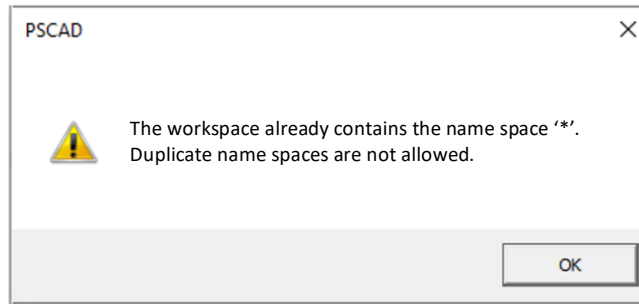 PSCAD
The workspace already contains the name space ‘*’.
Duplicate name spaces are not allowed.
OK